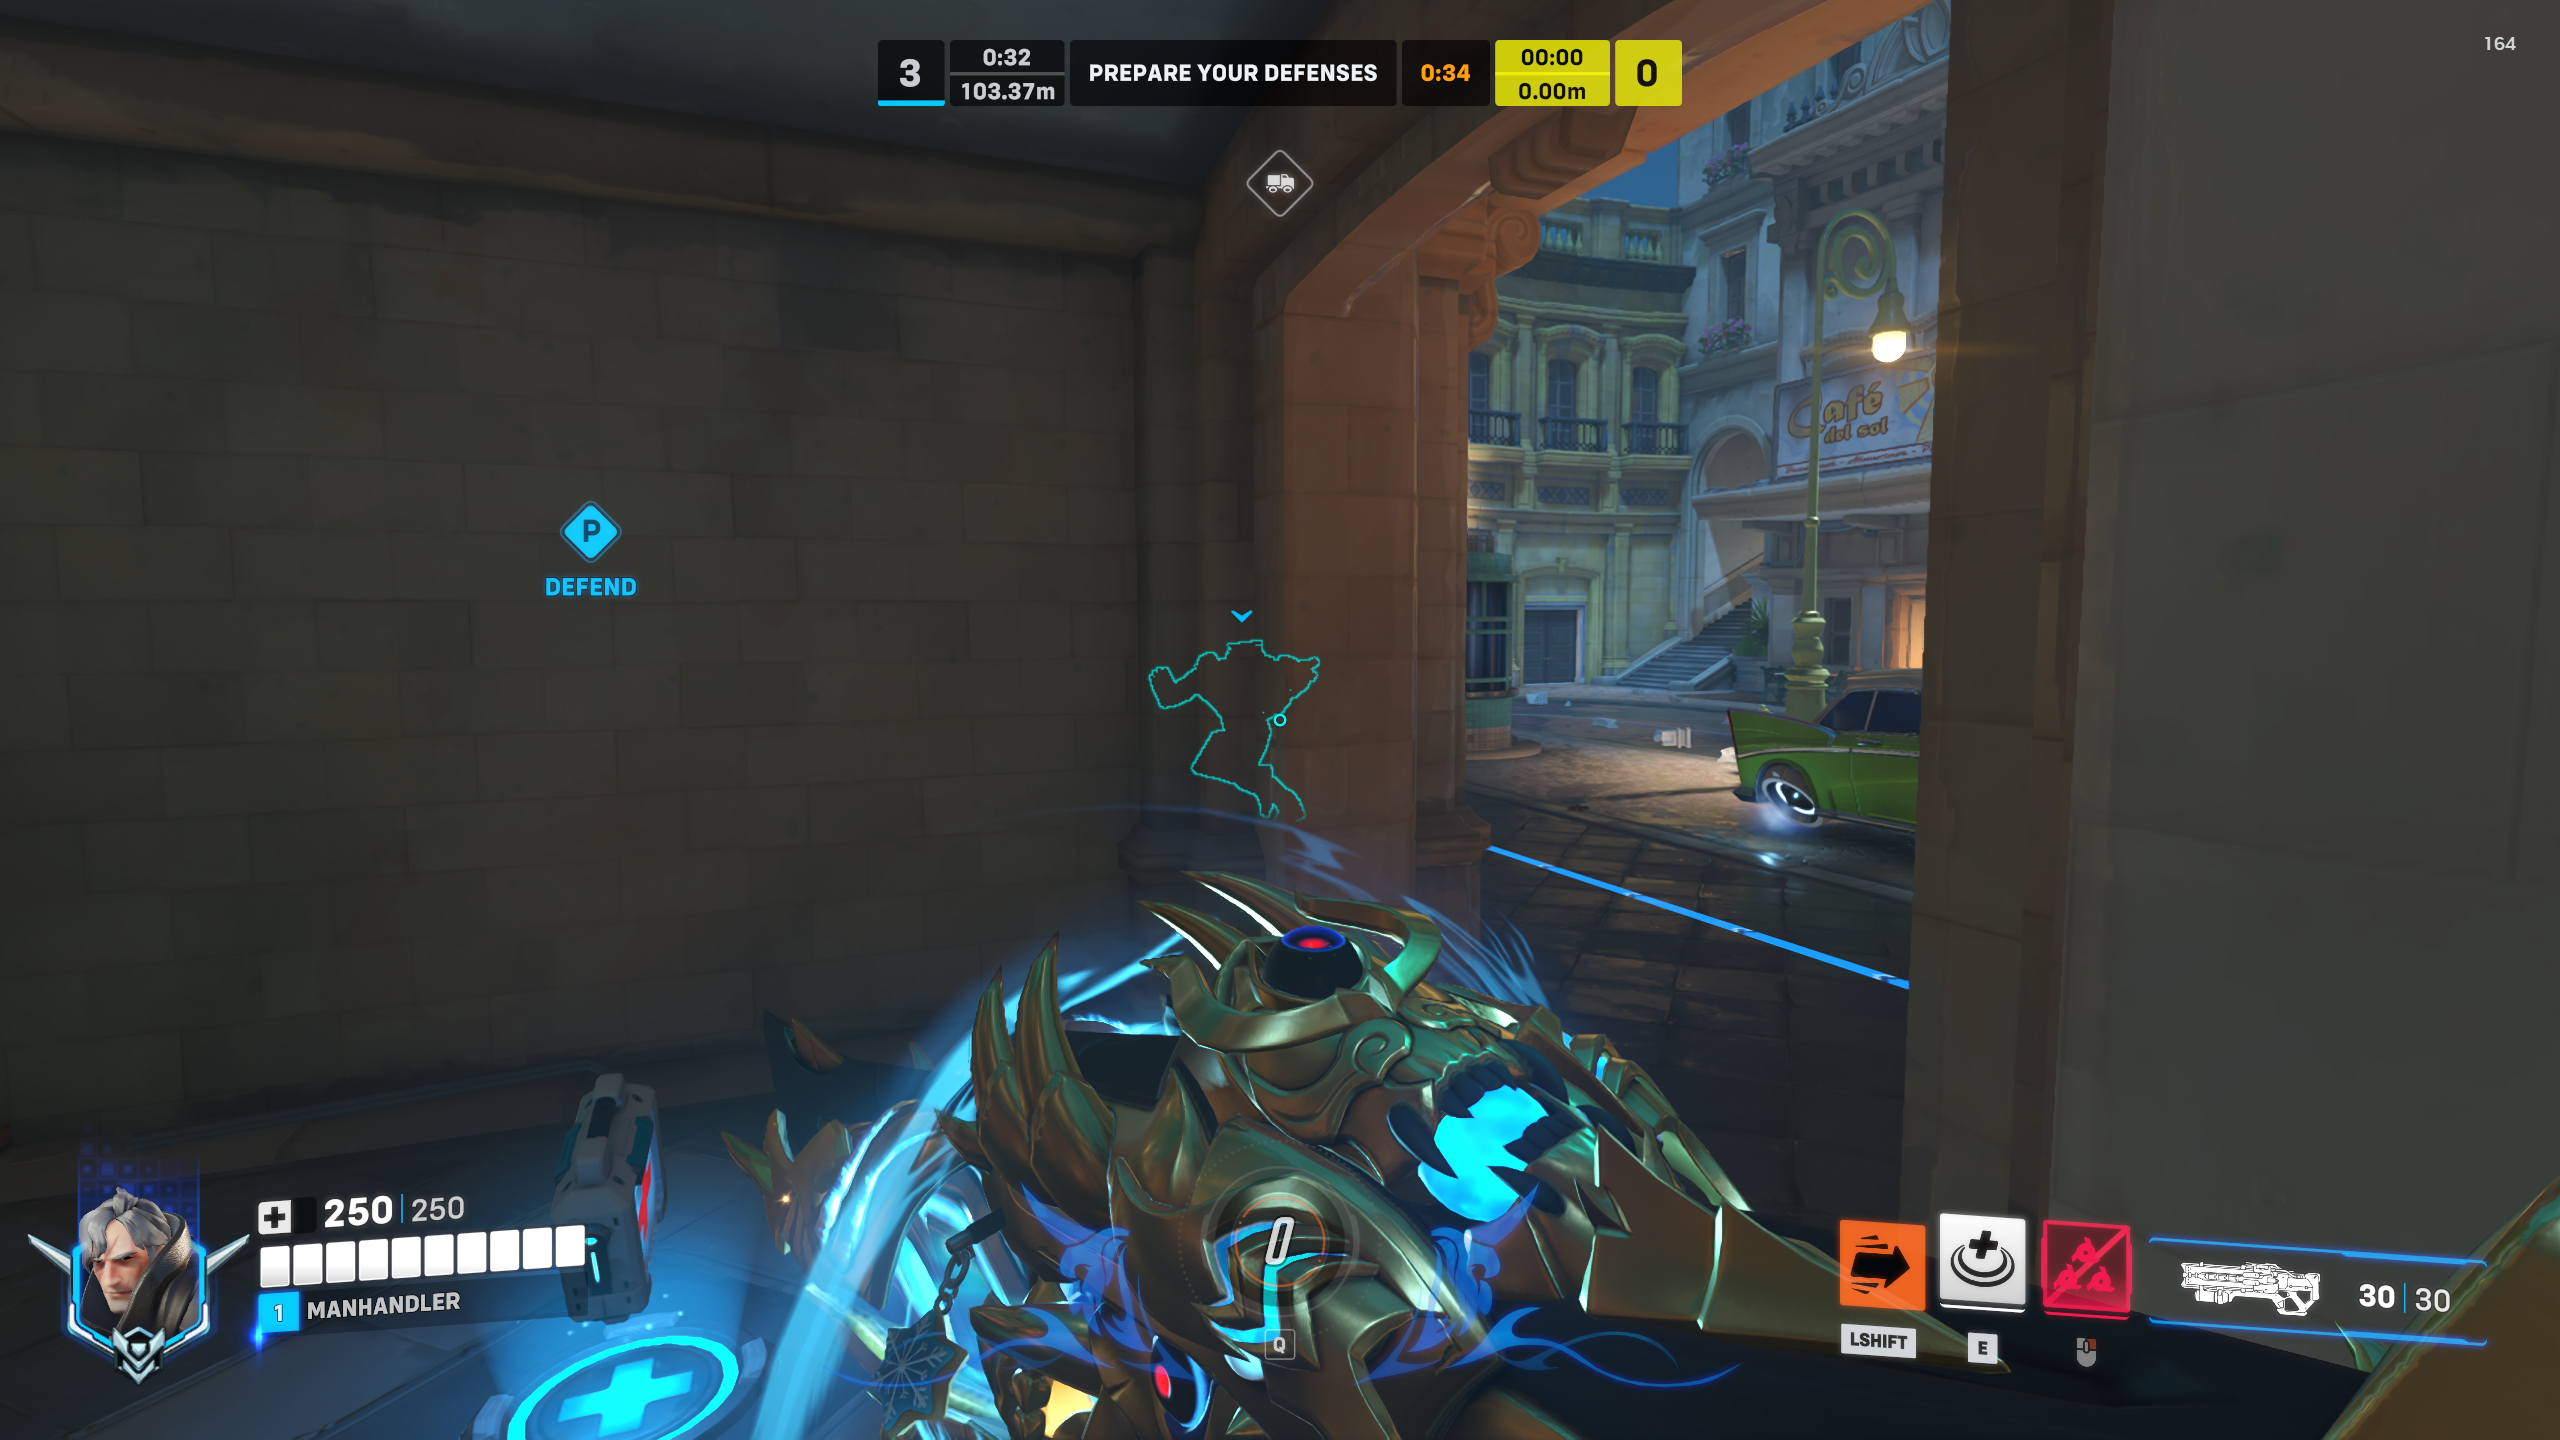 164
3
0:32
103.37m
PREPARE YOUR DEFENSES
0:34
00:00
0.00m
0
Café
del sol
P
DEFEND
250 | 250
1 MANHANDLER
0
Q
LSHIFT
E
30 | 30